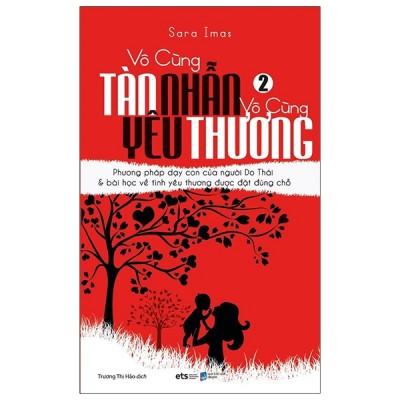 Sara Imas
Vô Cùng
TÀN NHẪN 2
Vô Cùng
YÊU THƯƠNG
Phương pháp dạy con của người Do Thái
& bài học về tình yêu thương được đặt đúng chỗ
Trương Thị Hảo dịch
ets